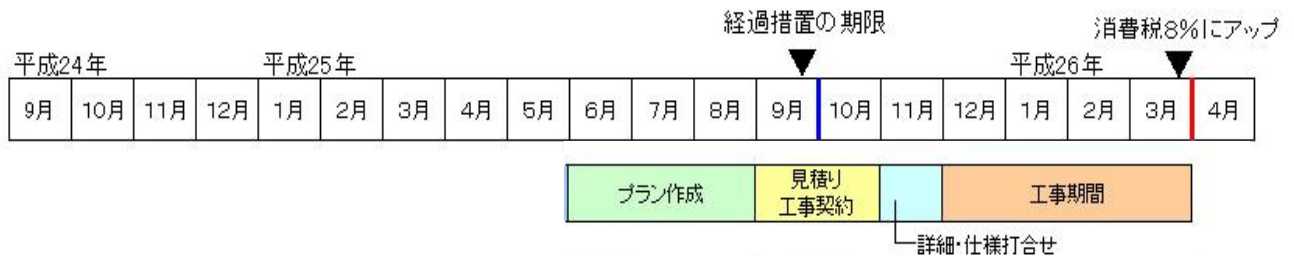 経過措置の期限
消費税8%にアップ
平成24年 平成25年 平成26年
9月 10月 11月 12月 1月 2月 3月 4月 5月 6月 7月 8月 9月 10月 11月 12月 1月 2月 3月 4月
プラン作成
見積り
工事契約
工事期間
詳細・仕様打合せ